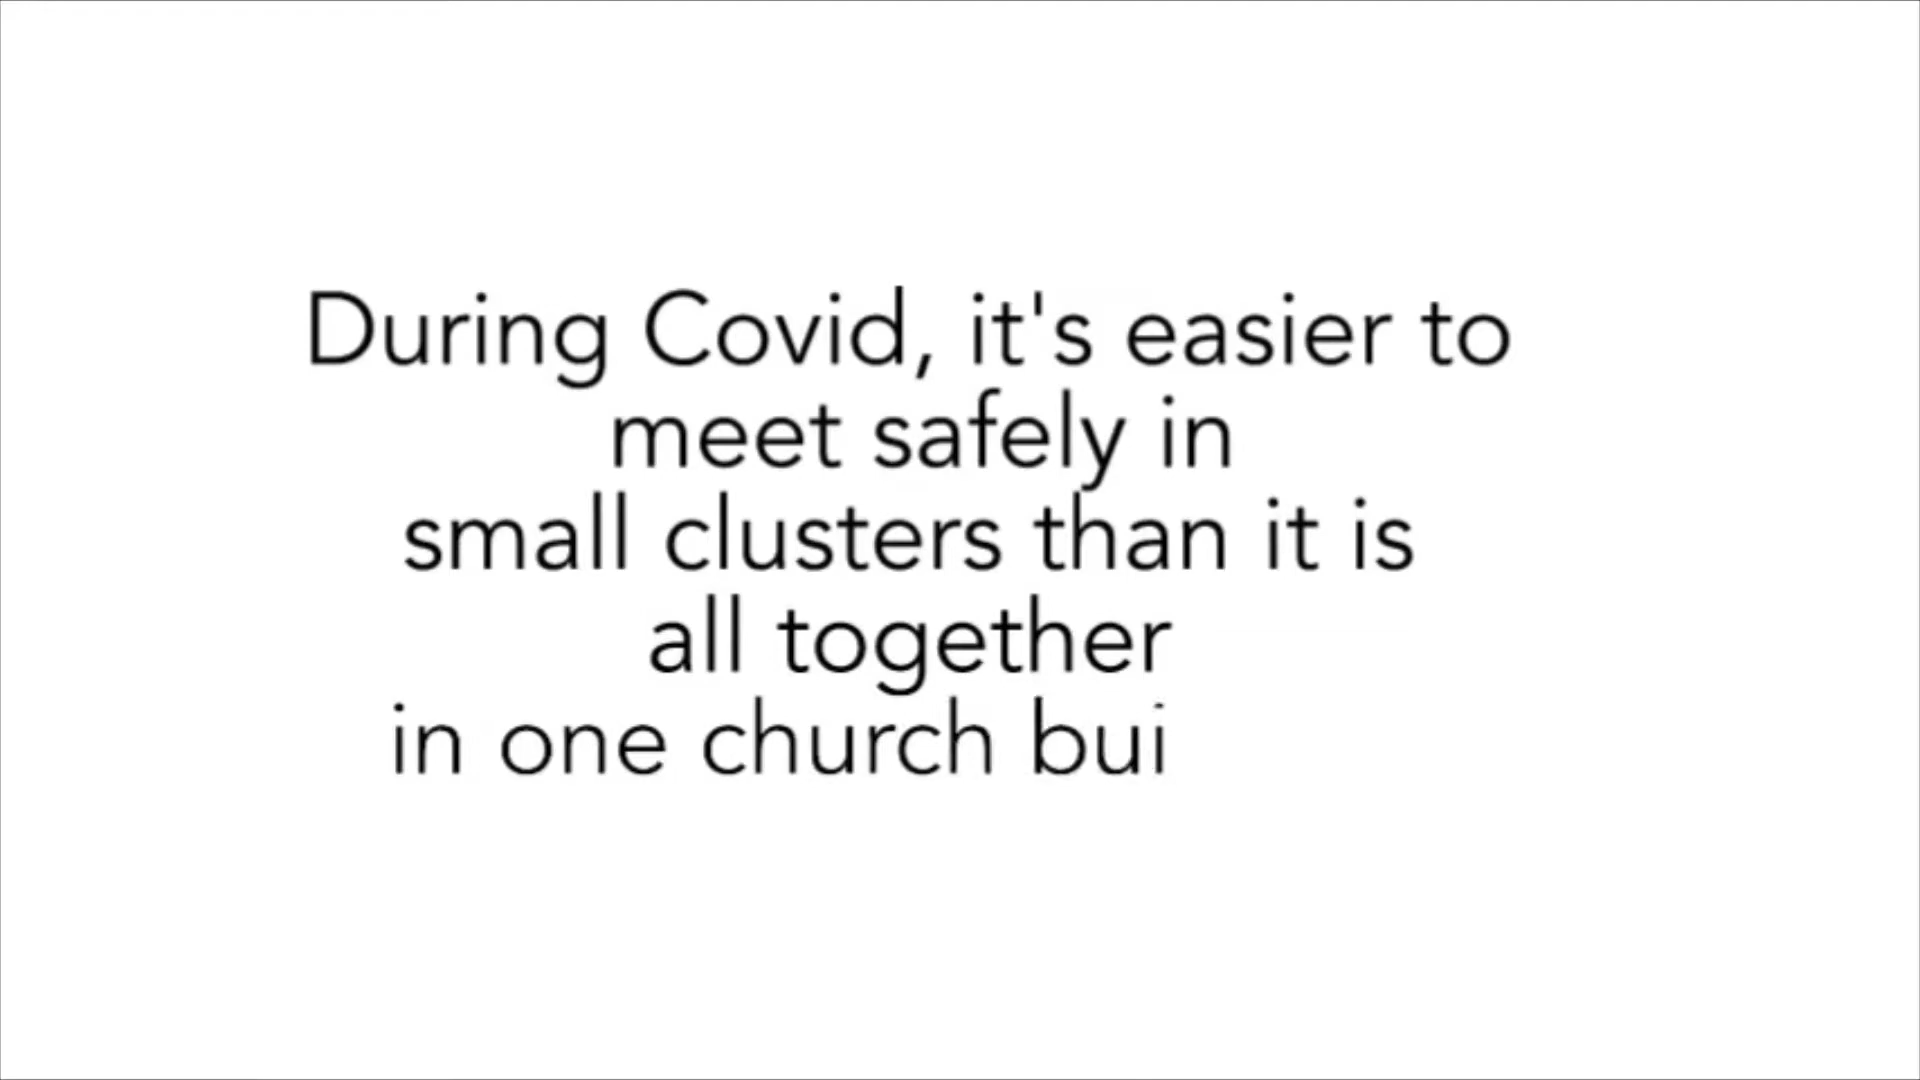 During Covid, it's easier to
meet safely in
small clusters than it is
all together
in one church bui